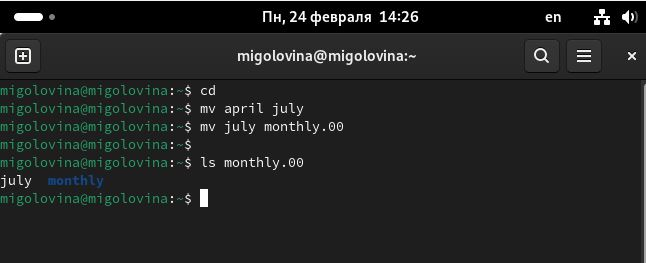 Пн, 24 февраля 14:26
en
migolovina@migolovina:~
migolovina@migolovina:~$ cd
migolovina@migolovina:~$ mv april july
migolovina@migolovina:~$ mv july monthly.00
migolovina@migolovina:~$
migolovina@migolovina:~$ ls monthly.00
july  monthly
migolovina@migolovina:~$